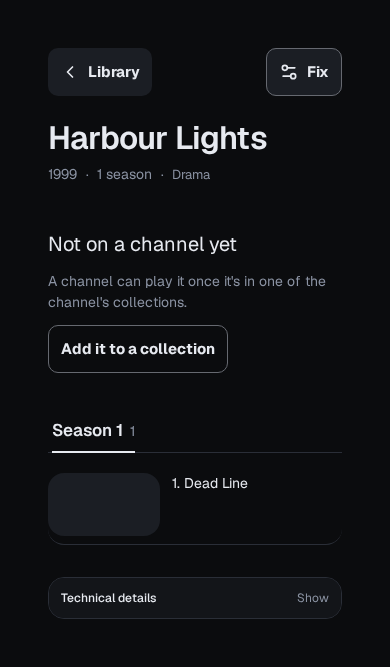 Library
Fix
Harbour Lights
1999 · 1 season · Drama
Not on a channel yet
A channel can play it once it's in one of the
channel's collections.
Add it to a collection
Season 1 1
1. Dead Line
Technical details
Show